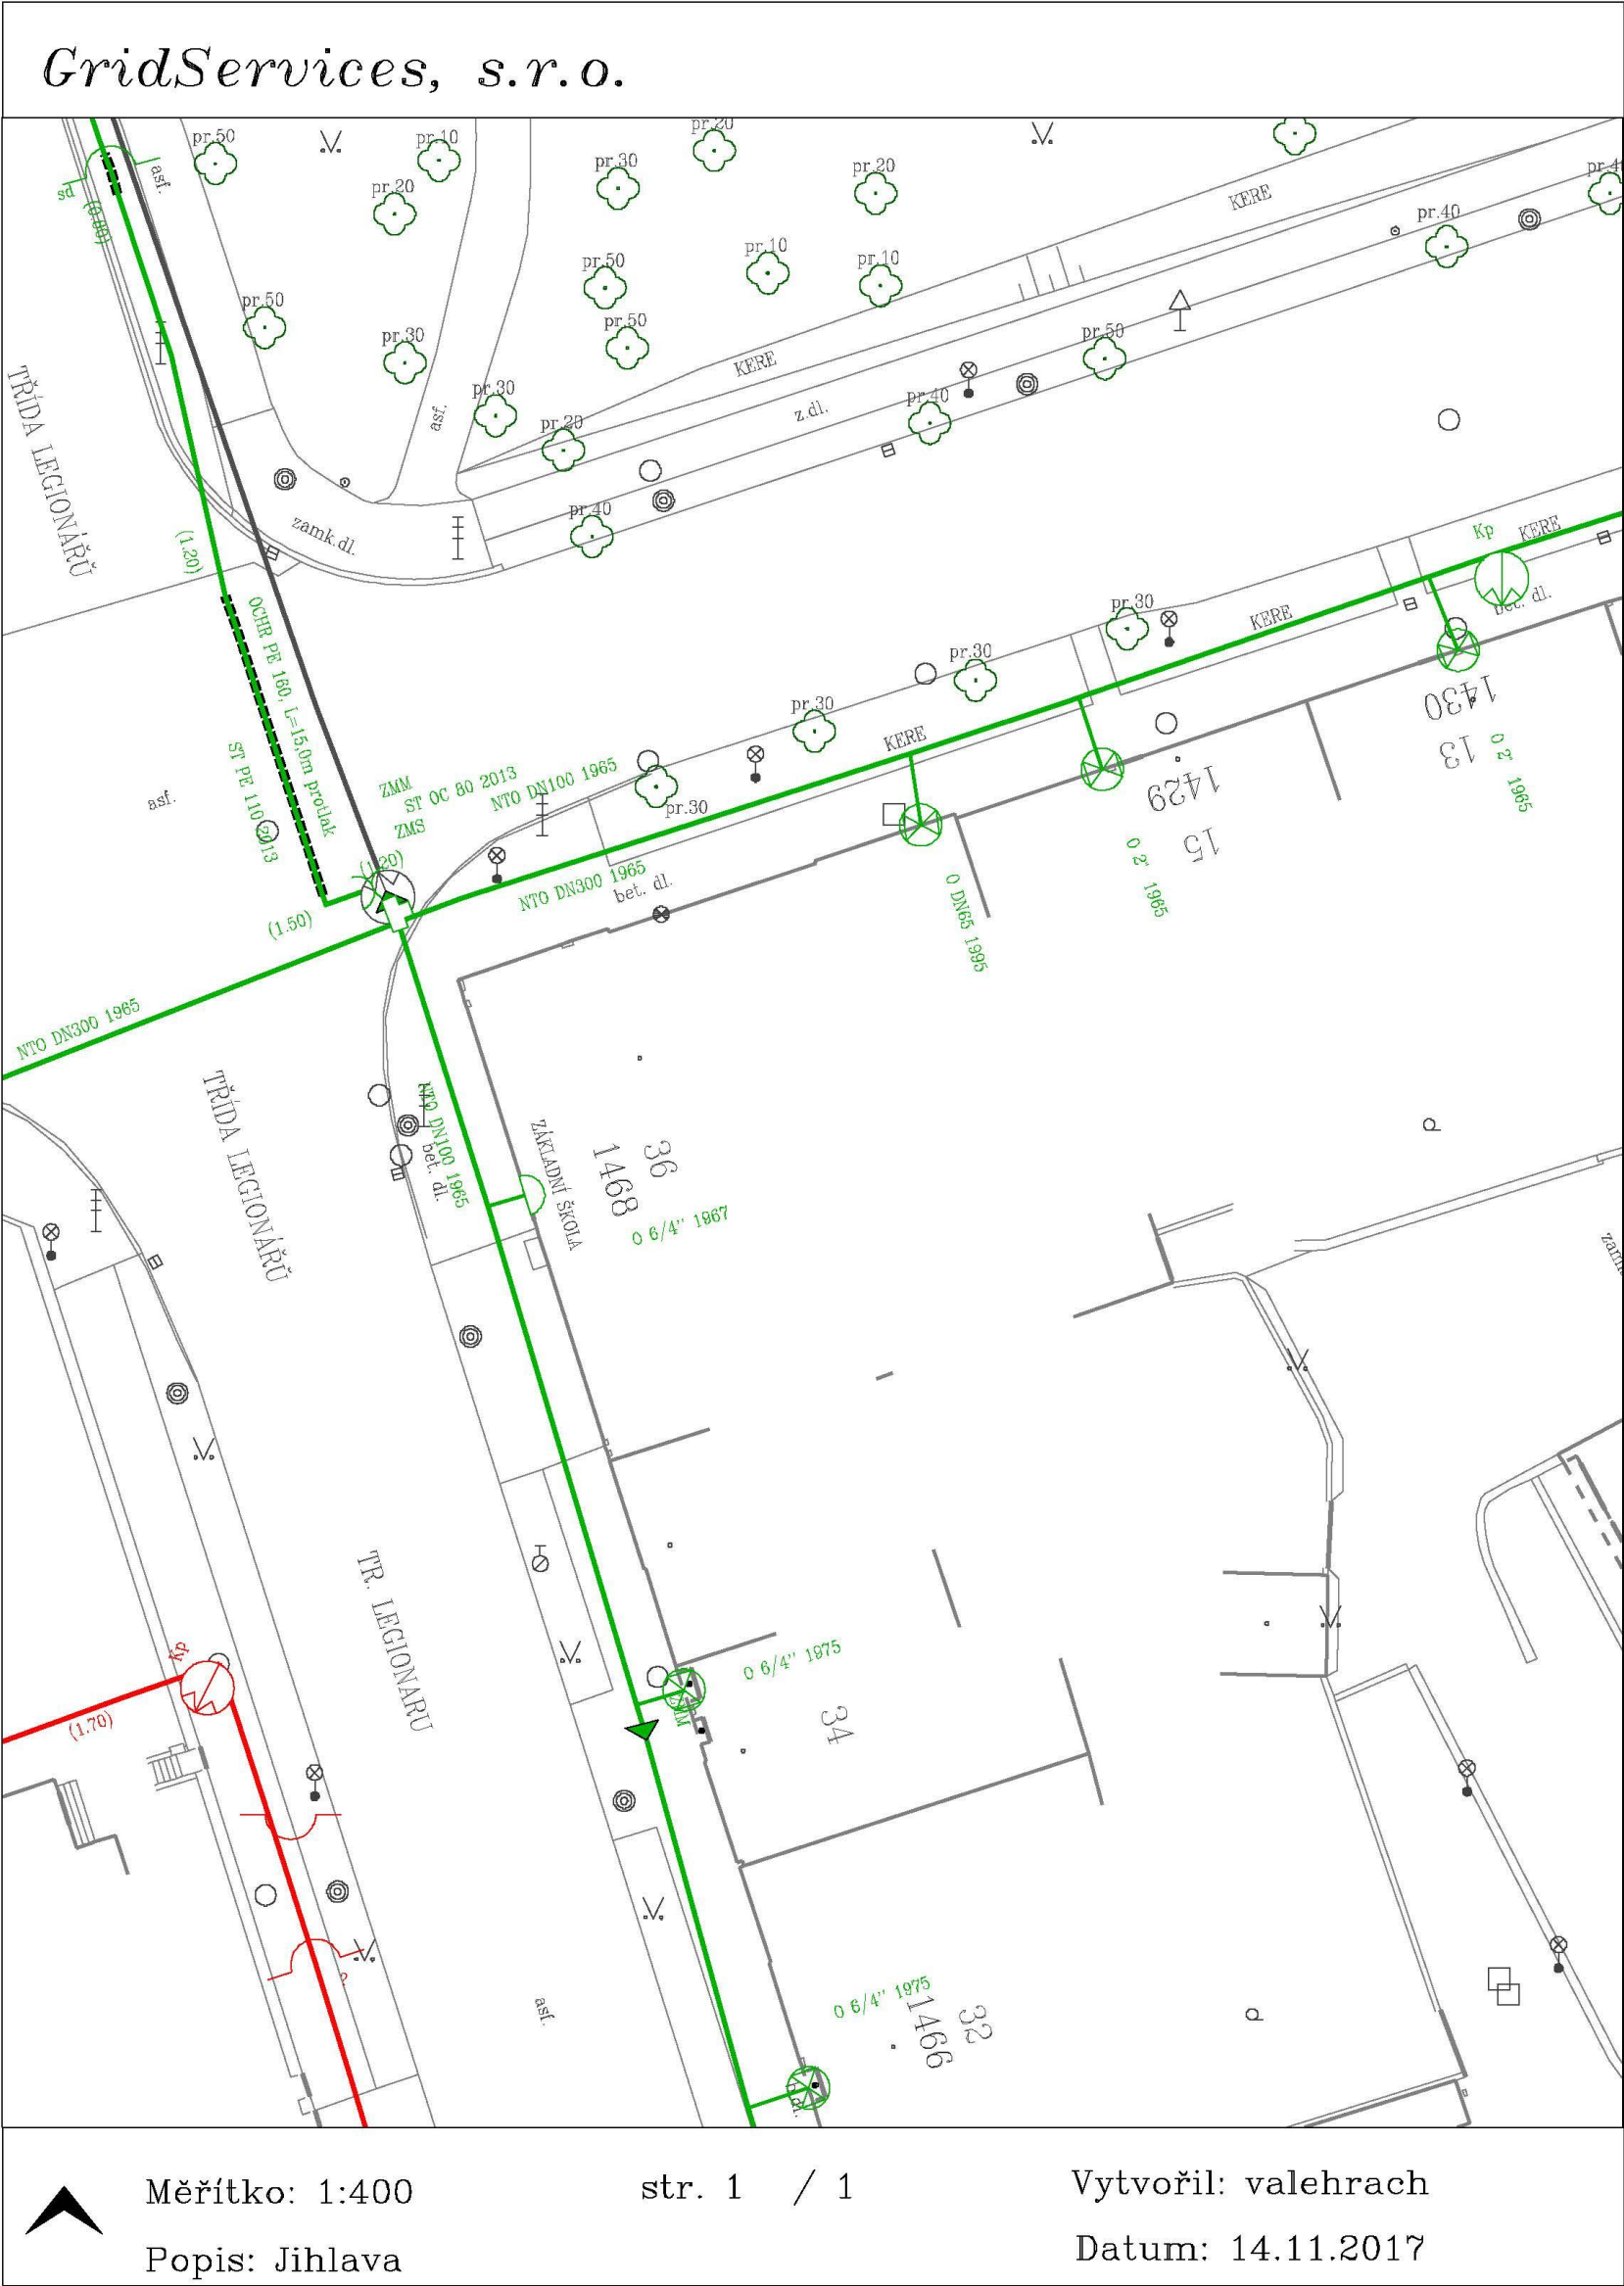 GridServices, s.r.o.
pr.50
pr.10
pr.20
pr.30
pr.20
pr.20
KERE
asf.
sd
(0.80)
pr.40
pr.10
pr.10
pr.50
pr.50
pr.50
pr.30
pr.50
KERE
pr.30
pr.20
asf.
z.dl.
pr.40
TŘÍDA LEGIONÁŘŮ
pr.40
zamk.dl.
(1.20)
Kp
KERE
bet. dl.
pr.30
KERE
pr.30
pr.30
KERE
pr.30
OCHR PE 160, L=15,0m protlak
ST PE 110 2013
asf.
ZMM
ST OC 80 2013
ZMS
NTO DN100 1965
(1.20)
(1.50)
NTO DN300 1965
bet. dl.
1430
13
O 2" 1965
1429
15
O 2" 1965
O DN65 1995
NTO DN300 1965
TŘÍDA LEGIONÁŘŮ
NTO DN100 1965
bet. dl.
ZÁKLADNÍ ŠKOLA
36
1468
O 6/4" 1967
TR. LEGIONARU
Kp
(1.70)
O 6/4" 1975
ZMM
34
?
asf.
O 6/4" 1975
32
1466
Měřítko: 1:400
str. 1 / 1
Vytvořil: valehrach
Popis: Jihlava
Datum: 14.11.2017